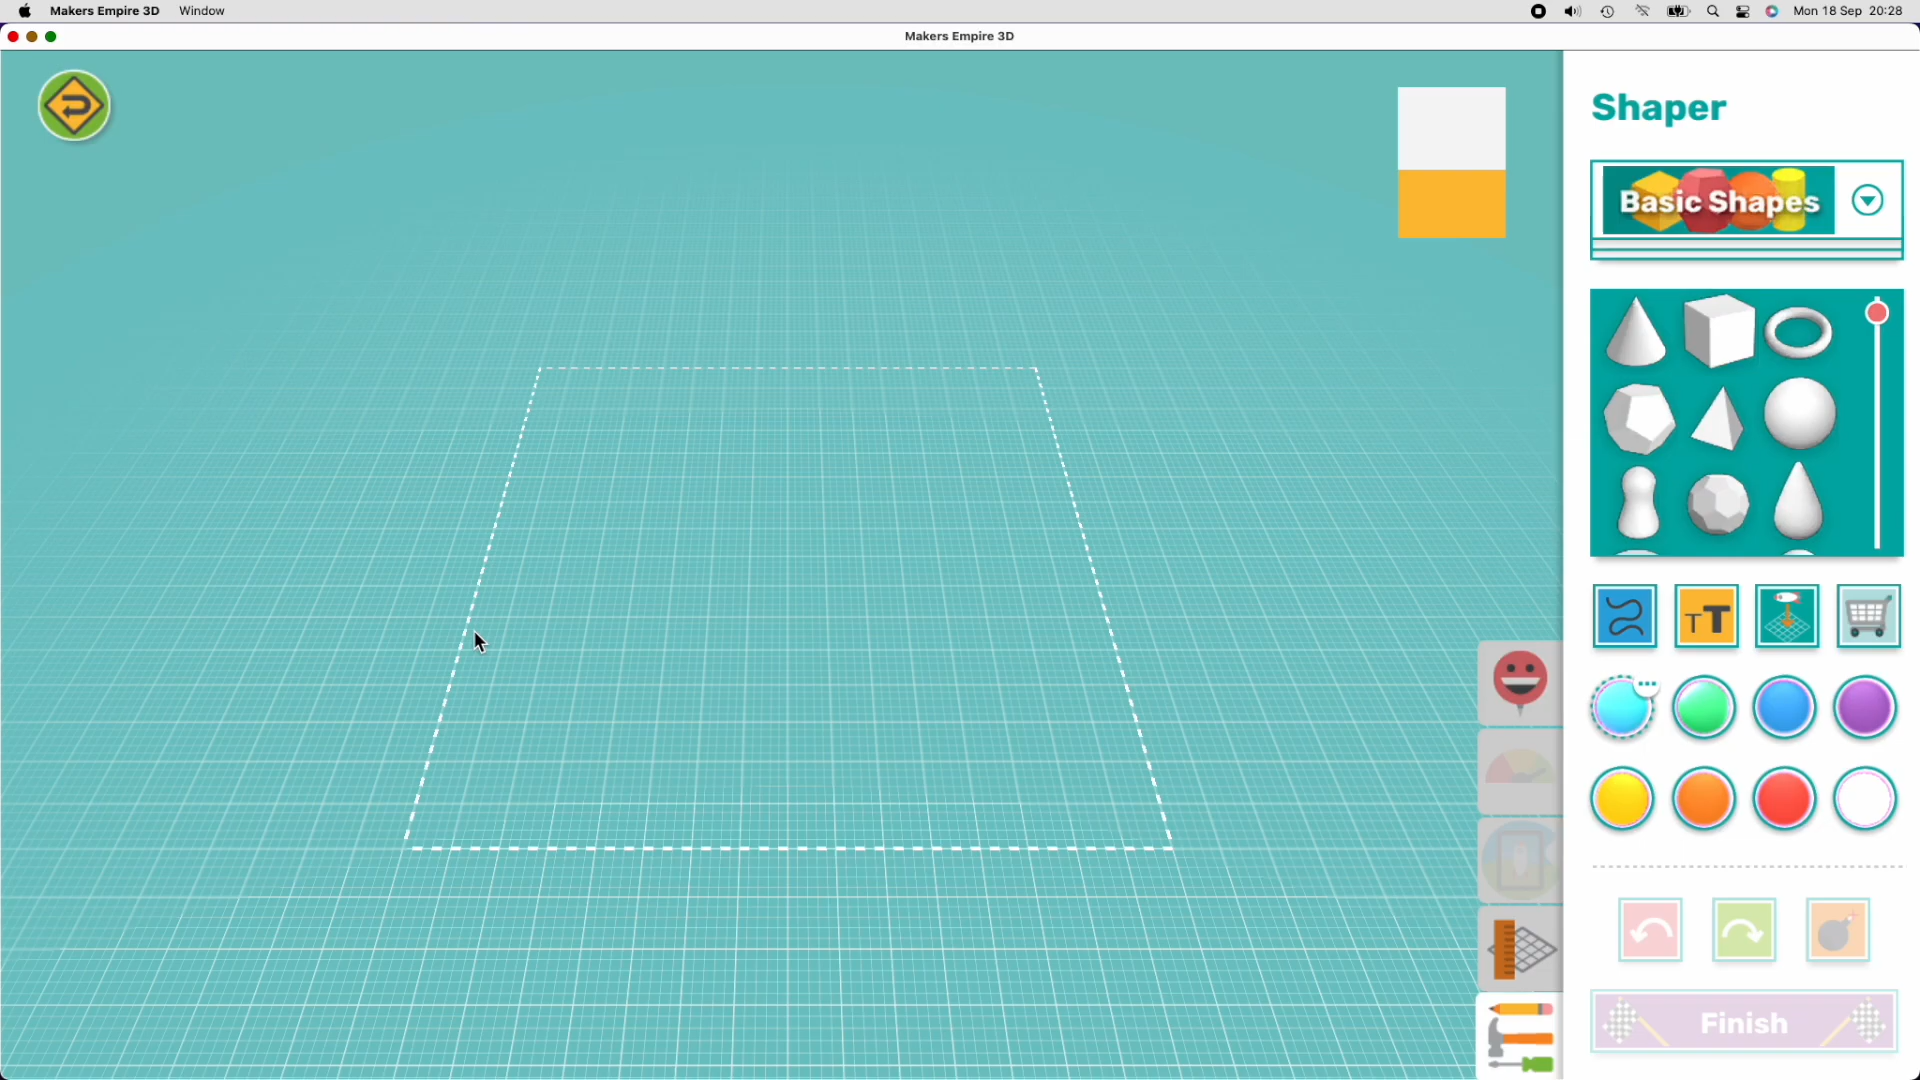 Makers Empire 3D Window Mon 18 Sep 20:28
Makers Empire 3D
Shaper
Basic Shapes
TT
Finish